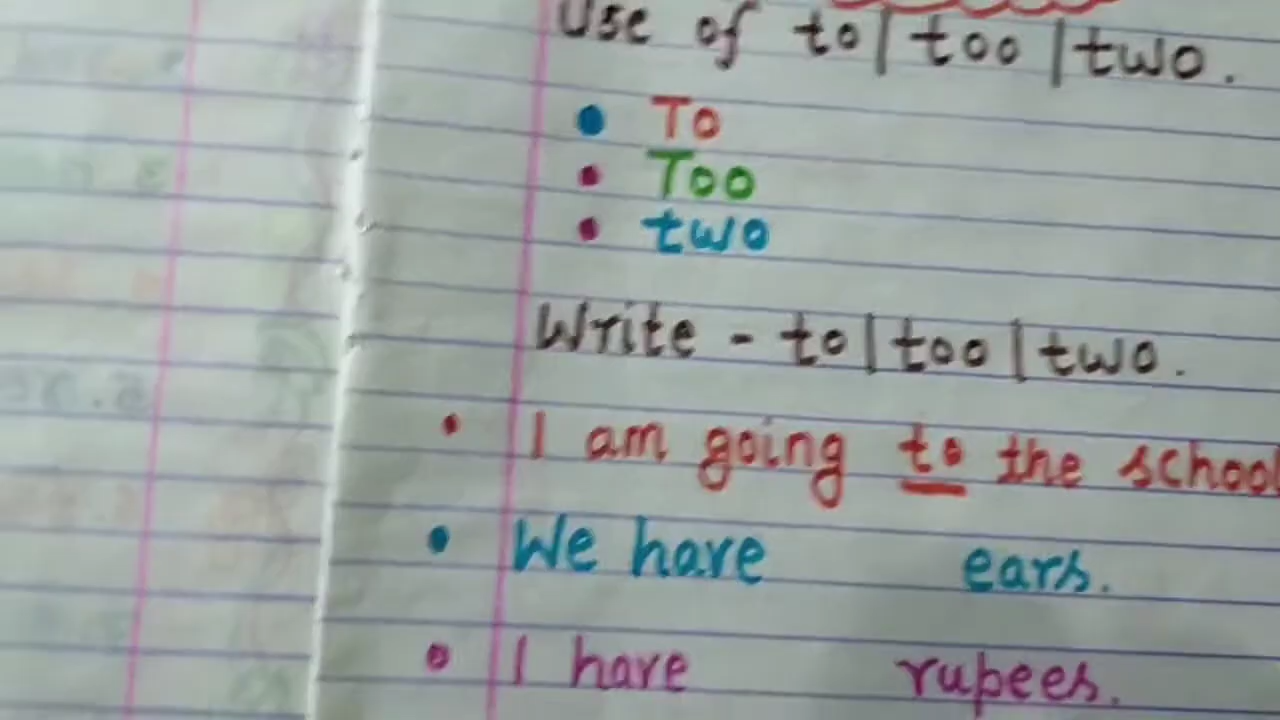 Use of to|too|two.
• To
• Too
• two
Write - to|too|two.
• I am going to the school
• We have ears.
• I have rupees.